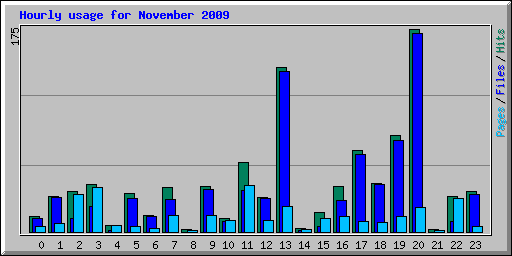 Hourly usage for November 2009
175
Pages/Files/Hits
0 1 2 3 4 5 6 7 8 9 10 11 12 13 14 15 16 17 18 19 20 21 22 23